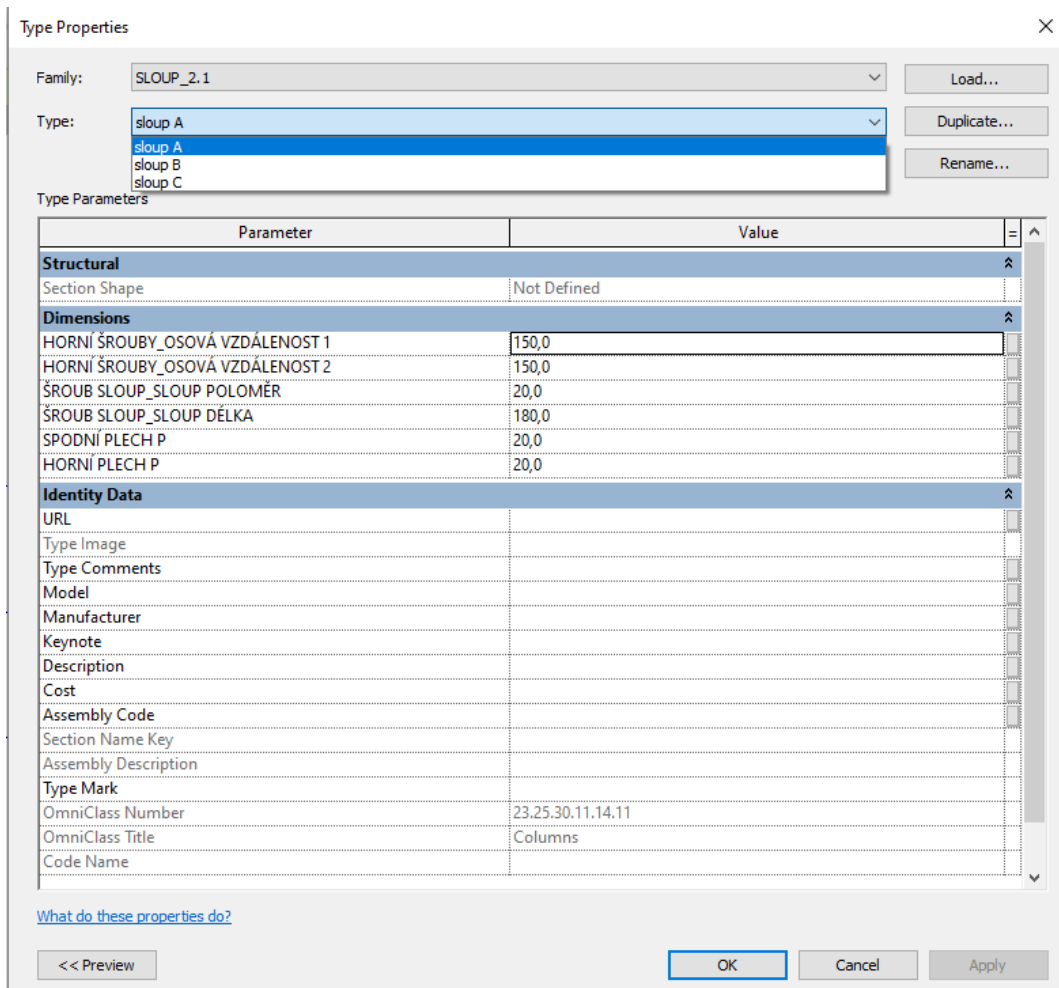 Type Properties
Family: SLOUP_2.1 Load...
Type: sloup A Duplicate...
sloup A
sloup B Rename...
sloup C
Type Parameters
Parameter Value =
Structural
Section Shape Not Defined
Dimensions
HORNÍ ŠROUBY_OSOVÁ VZDÁLENOST 1 150,0
HORNÍ ŠROUBY_OSOVÁ VZDÁLENOST 2 150,0
ŠROUB SLOUP_SLOUP POLOMĚR 20,0
ŠROUB SLOUP_SLOUP DÉLKA 180,0
SPODNÍ PLECH P 20,0
HORNÍ PLECH P 20,0
Identity Data
URL
Type Image
Type Comments
Model
Manufacturer
Keynote
Description
Cost
Assembly Code
Section Name Key
Assembly Description
Type Mark
OmniClass Number 23.25.30.11.14.11
OmniClass Title Columns
Code Name
What do these properties do?
<< Preview OK Cancel Apply